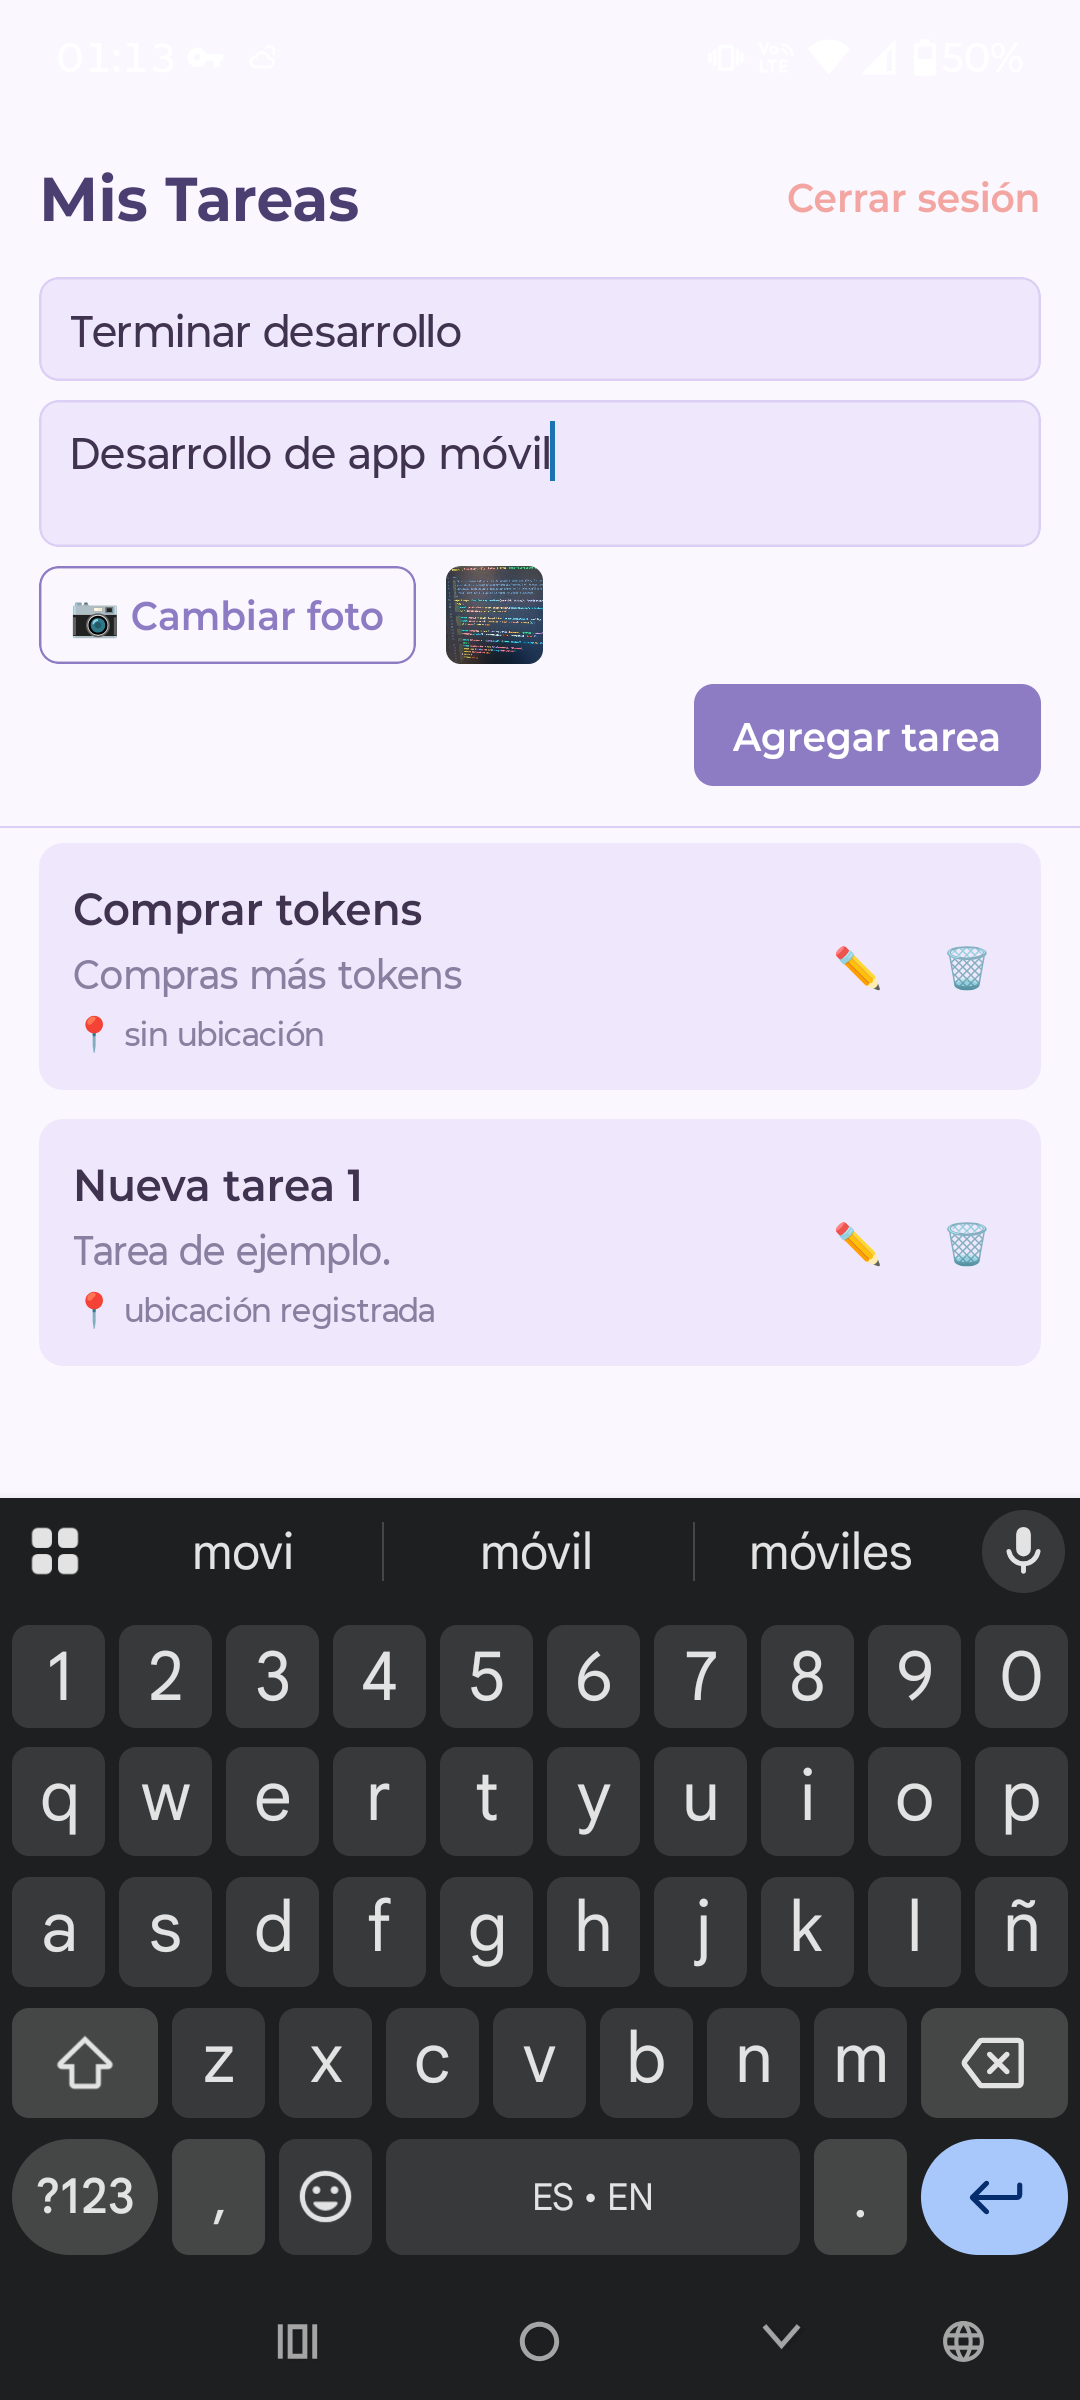 01:13
Vo LTE
50%
Mis Tareas
Cerrar sesión
Terminar desarrollo
Desarrollo de app móvil
Cambiar foto
Agregar tarea
Comprar tokens
Compras más tokens
sin ubicación
Nueva tarea 1
Tarea de ejemplo.
ubicación registrada
movi móvil móviles
1 2 3 4 5 6 7 8 9 0
q w e r t y u i o p
a s d f g h j k l ñ
z x c v b n m
?123 , ES • EN .